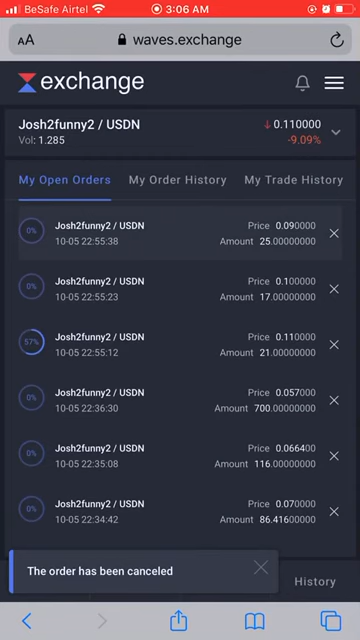 BeSafe Airtel
3:06 AM
AA
waves.exchange
exchange
Josh2funny2 / USDN
0.110000
Vol: 1.285
-9.09%
My Open Orders
My Order History
My Trade History
0%
Josh2funny2 / USDN
Price 0.090000
10-05 22:55:38
Amount 25.00000000
0%
Josh2funny2 / USDN
Price 0.100000
10-05 22:55:23
Amount 17.00000000
57%
Josh2funny2 / USDN
Price 0.110000
10-05 22:55:12
Amount 21.00000000
0%
Josh2funny2 / USDN
Price 0.057000
10-05 22:36:30
Amount 700.00000000
0%
Josh2funny2 / USDN
Price 0.066400
10-05 22:35:08
Amount 116.00000000
0%
Josh2funny2 / USDN
Price 0.070000
10-05 22:34:42
Amount 86.41600000
The order has been canceled
History